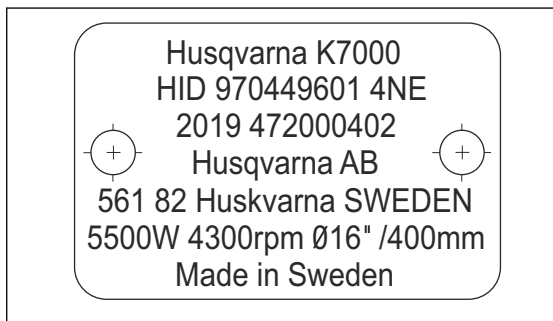 Husqvarna K7000
HID 970449601 4NE
2019 472000402
Husqvarna AB
561 82 Huskvarna SWEDEN
5500W 4300rpm Ø16" /400mm
Made in Sweden